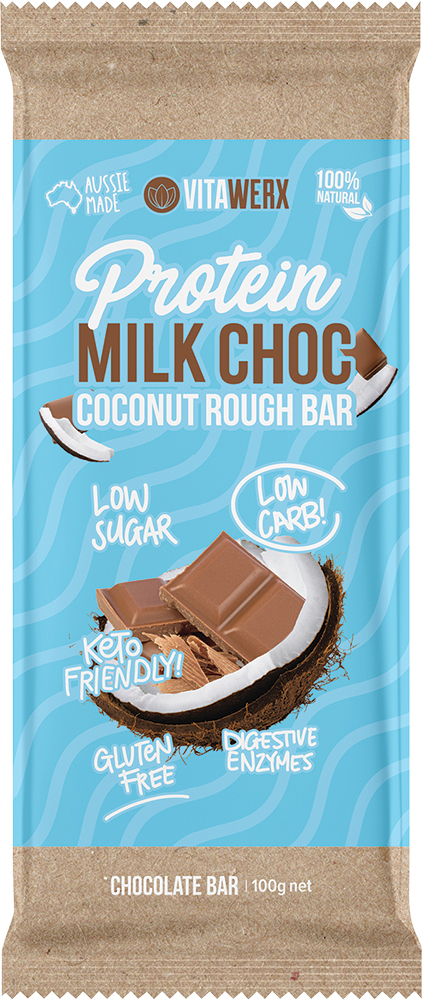 AUSSIE
MADE
VITAWERX
100%
NATURAL
Protein
MILK CHOC
COCONUT ROUGH BAR
LOW
SUGAR
LOW
CARB!
KETO
FRIENDLY!
GLUTEN
FREE
DIGESTIVE
ENZYMES
*CHOCOLATE BAR | 100g net